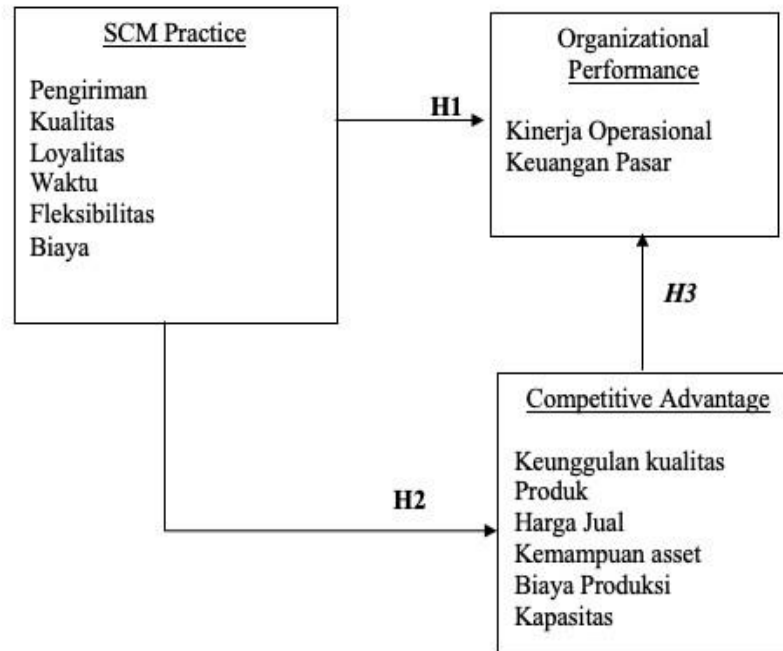 SCM Practice
Pengiriman
Kualitas
Loyalitas
Waktu
Fleksibilitas
Biaya
H1
Organizational
Performance
Kinerja Operasional
Keuangan Pasar
H3
H2
Competitive Advantage
Keunggulan kualitas
Produk
Harga Jual
Kemampuan asset
Biaya Produksi
Kapasitas